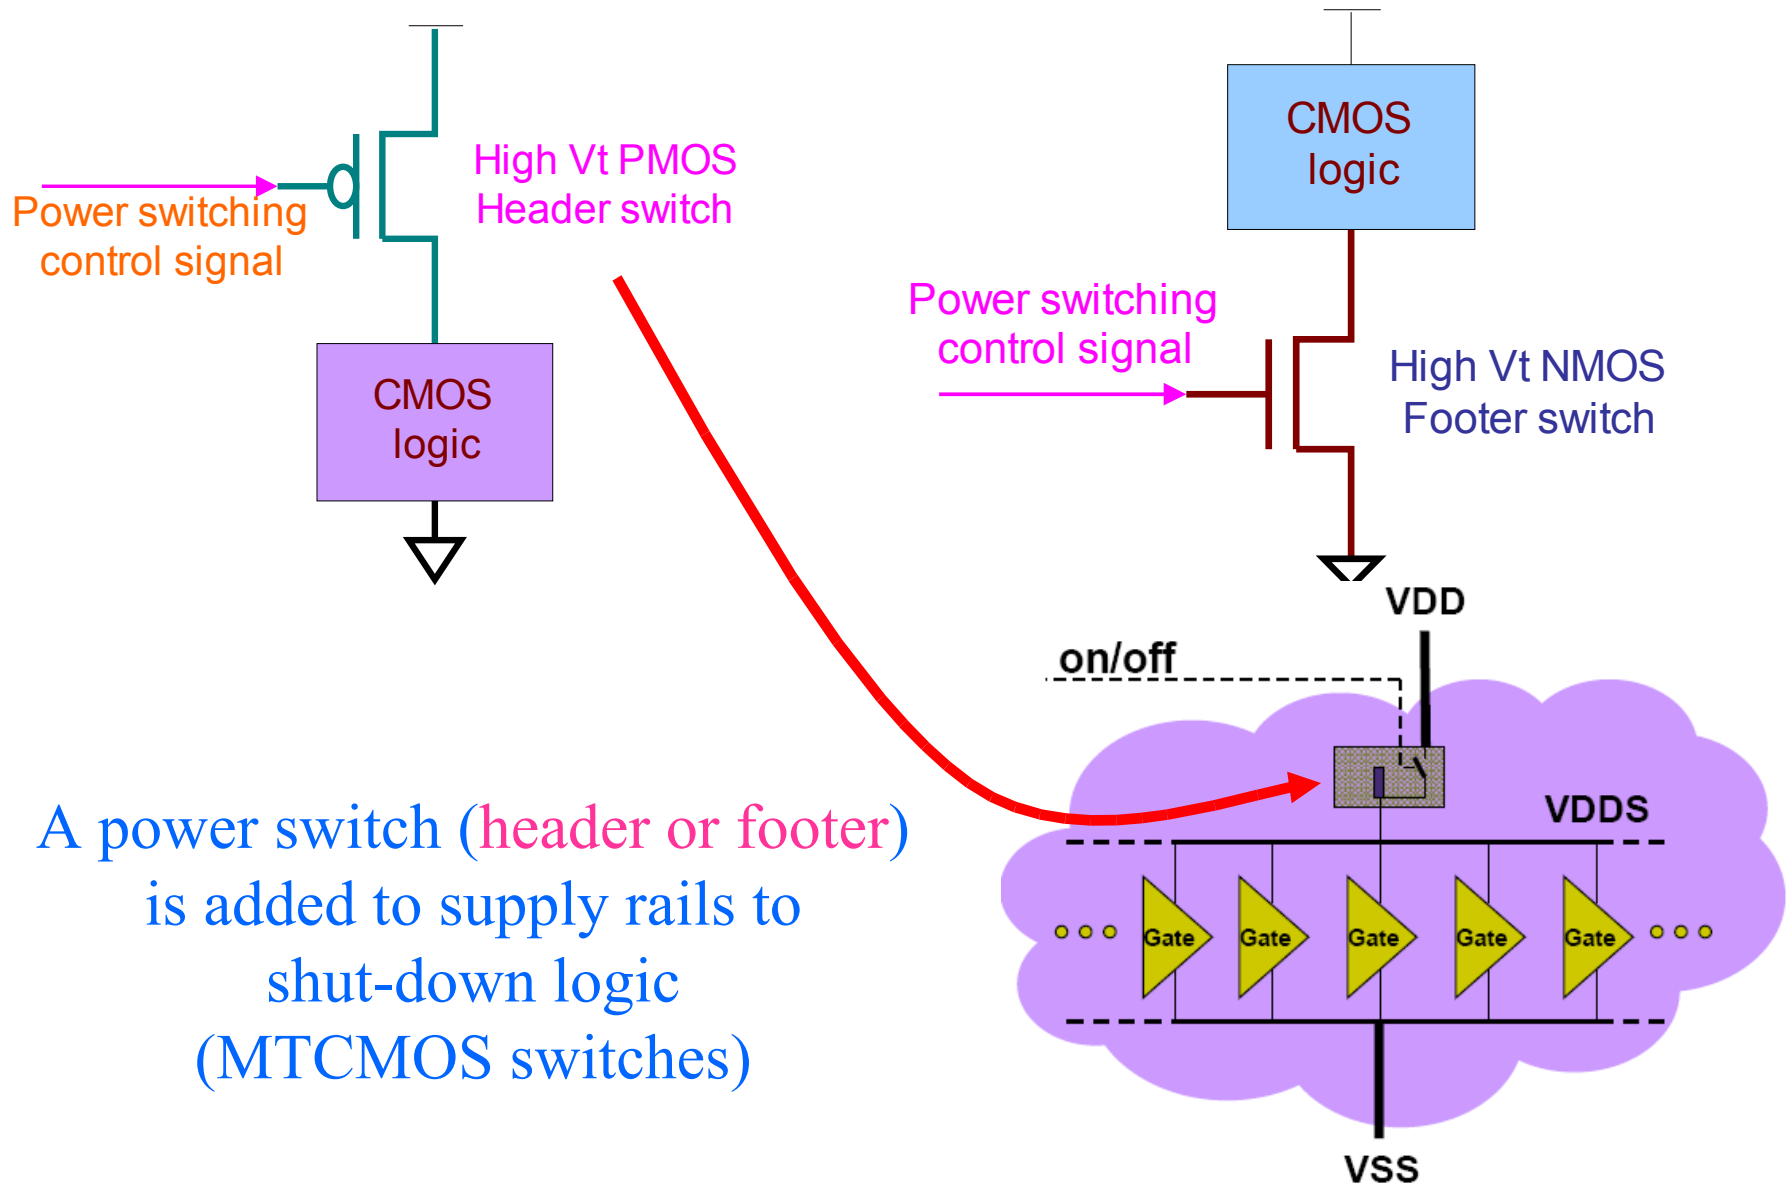 High Vt PMOS
Header switch
Power switching
control signal
CMOS
logic
CMOS
logic
Power switching
control signal
High Vt NMOS
Footer switch
A power switch (header or footer)
is added to supply rails to
shut-down logic
(MTCMOS switches)
VDD
on/off
VDDS
Gate Gate Gate Gate Gate
VSS